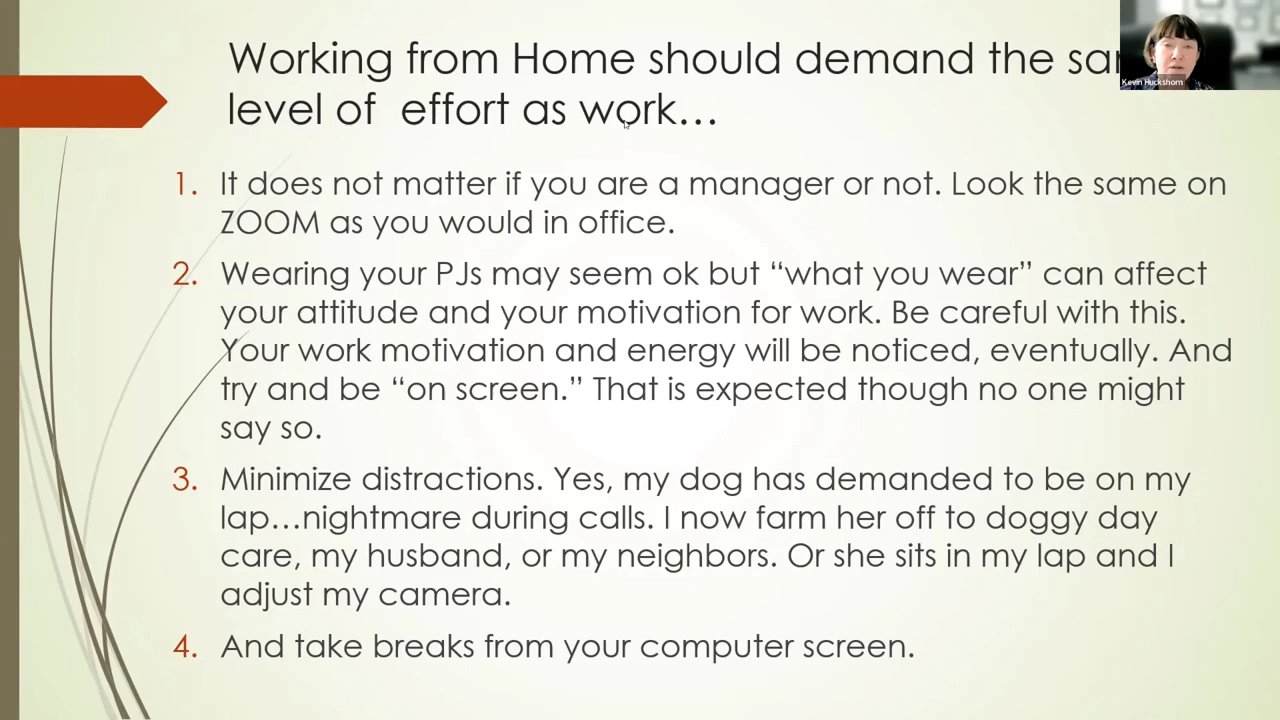 Working from Home should demand the
level of effort as work...
Kevin Huckshorn
1. It does not matter if you are a manager or not. Look the same on
ZOOM as you would in office.
2. Wearing your PJs may seem ok but “what you wear” can affect
your attitude and your motivation for work. Be careful with this.
Your work motivation and energy will be noticed, eventually. And
try and be “on screen.” That is expected though no one might
say so.
3. Minimize distractions. Yes, my dog has demanded to be on my
lap...nightmare during calls. I now farm her off to doggy day
care, my husband, or my neighbors. Or she sits in my lap and I
adjust my camera.
4. And take breaks from your computer screen.